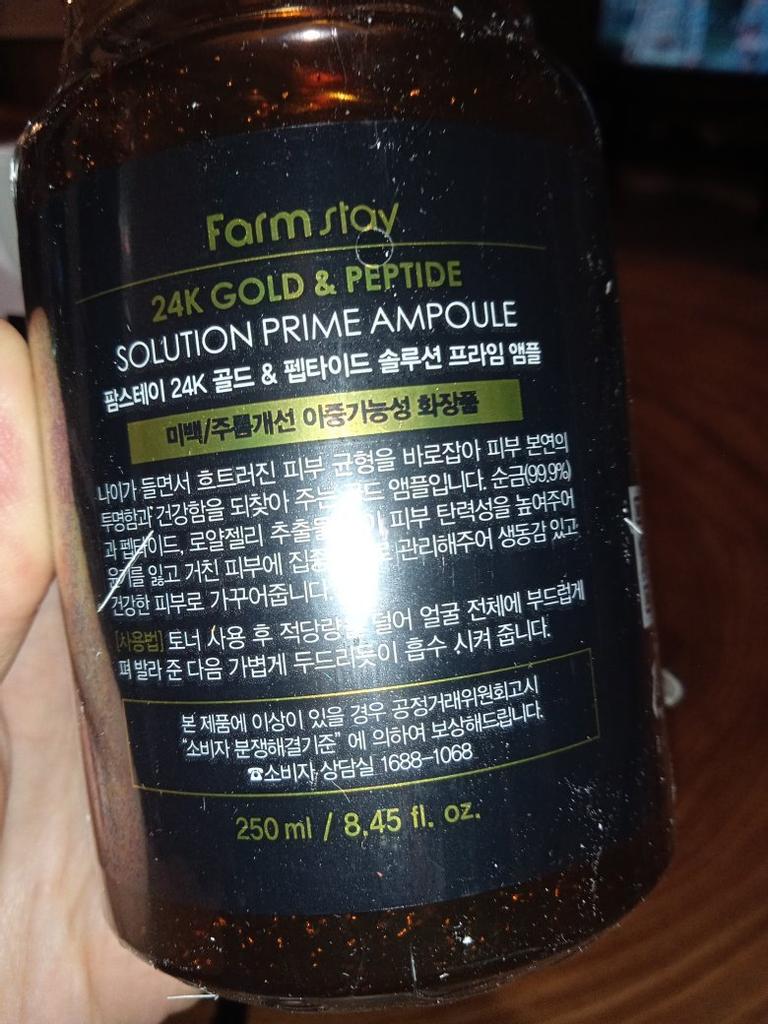 Farm stay
24K GOLD & PEPTIDE
SOLUTION PRIME AMPOULE
팜스테이 24K 골드 & 펩타이드 솔루션 프라임 앰플
미백/주름개선 이중기능성 화장품
나이가 들면서 흐트러진 피부 균형을 바로잡아 피부 본연의
투명함과 건강함을 되찾아 주는 앰플입니다. 순금(99.9%)
과 펩타이드, 로얄젤리 피부 탄력성을 높여주어
잃고 거친 피부에 관리해주어 생동감 있고
건강한 피부로 가꾸어줍니다.
[사용법] 토너 사용 후 덜어 얼굴 전체에 부드럽게
펴 발라 준 다음 가볍게 두드리듯이 흡수 시켜 줍니다.
본 제품에 이상이 있을 경우 공정거래위원회고시
"소비자 분쟁해결기준" 에 의하여 보상해드립니다.
☎소비자 상담실 1688-1068
250 ml / 8.45 fl. oz.